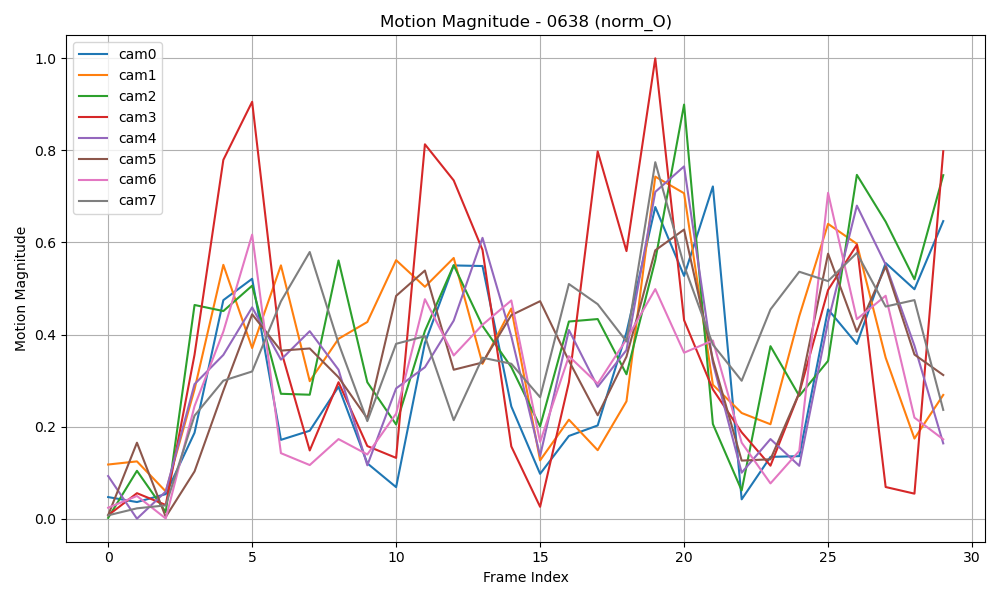 Motion Magnitude - 0638 (norm_O)
cam0
cam1
cam2
cam3
cam4
cam5
cam6
cam7
Motion Magnitude
1.0
0.8
0.6
0.4
0.2
0.0
0 5 10 15 20 25 30
Frame Index